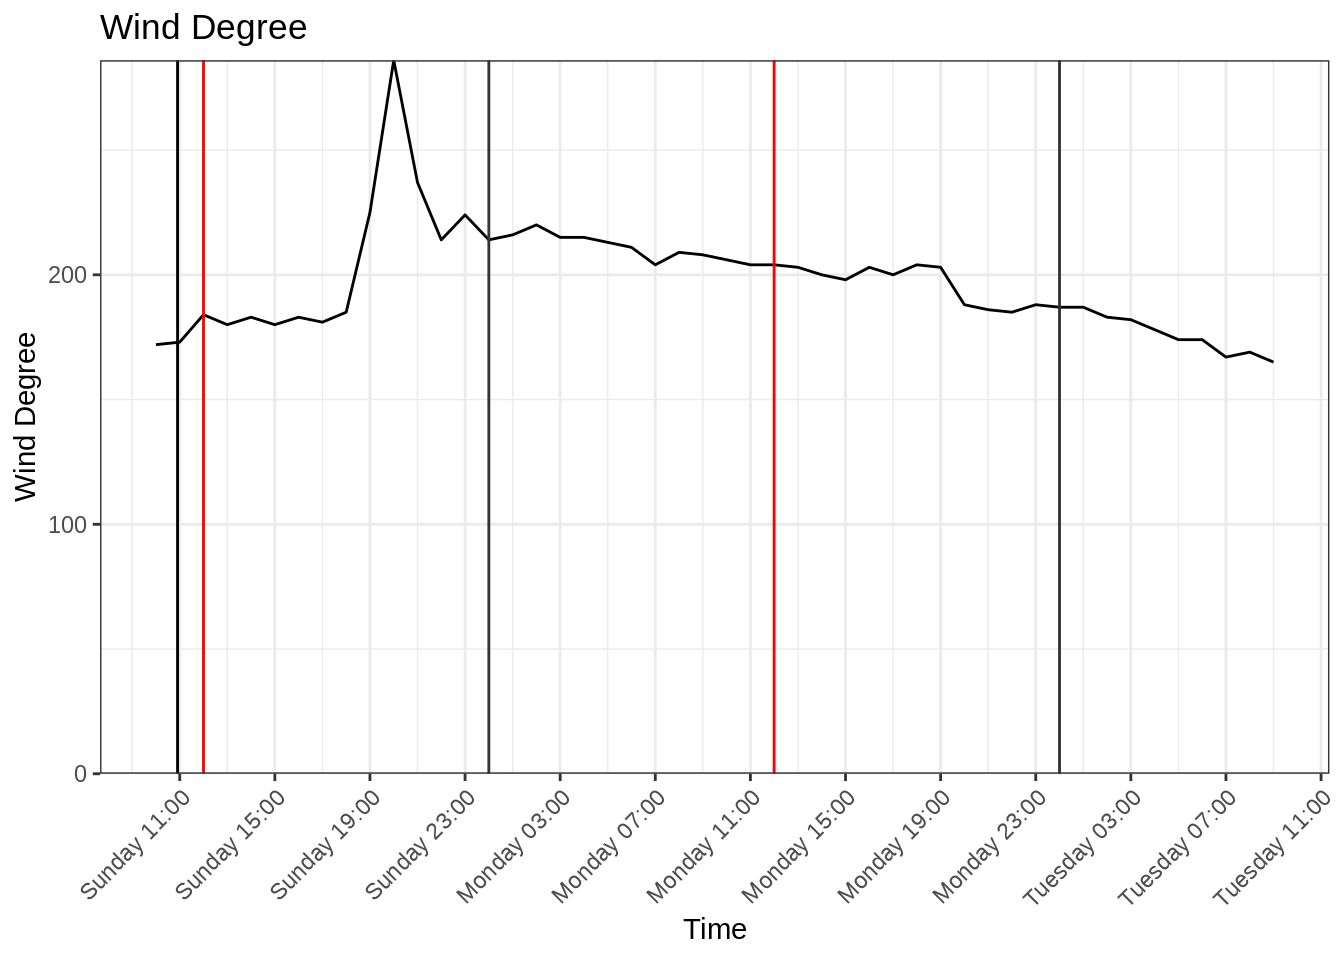 Wind Degree
Wind Degree
200
100
0
Sunday 11:00
Sunday 15:00
Sunday 19:00
Sunday 23:00
Monday 03:00
Monday 07:00
Monday 11:00
Monday 15:00
Monday 19:00
Monday 23:00
Tuesday 03:00
Tuesday 07:00
Tuesday 11:00
Time